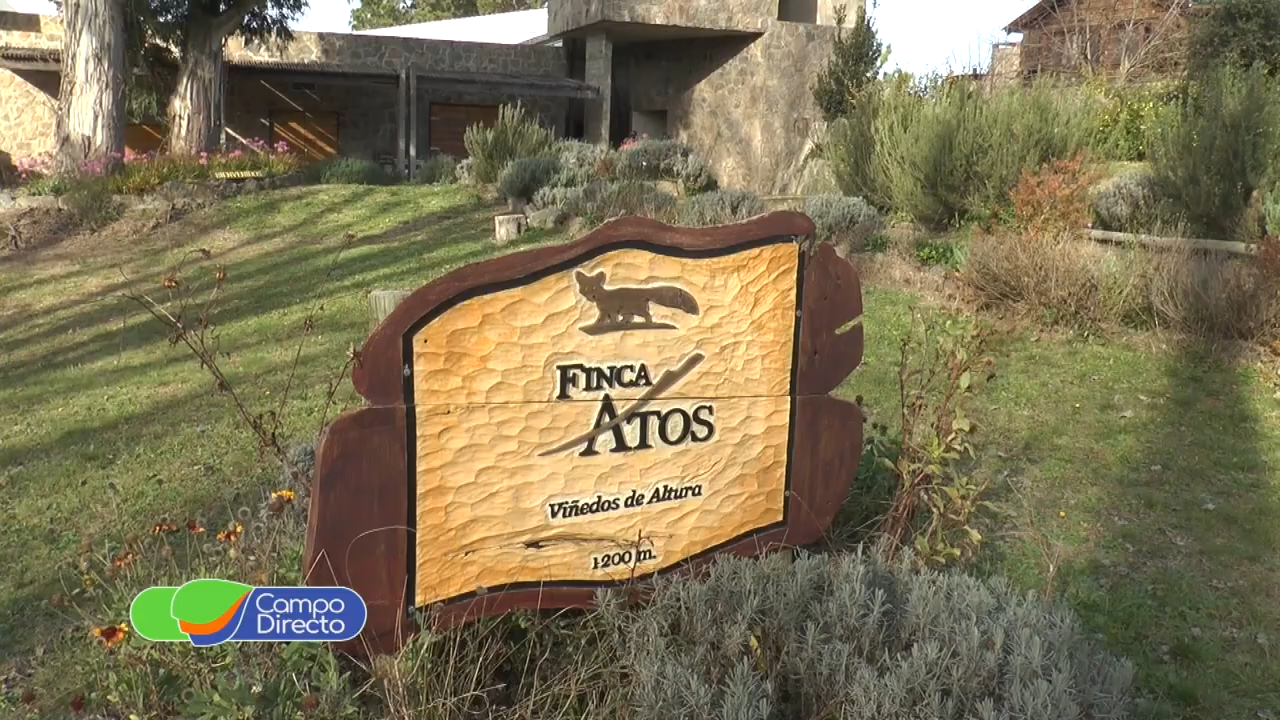 FINCA
ATOS
Viñedos de Altura
1200 m.
Campo
Directo